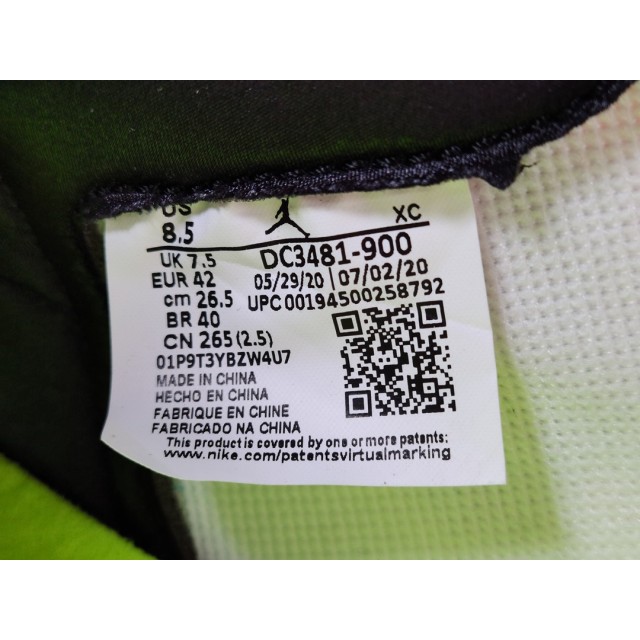 US XC
8.5
UK 7.5 DC3481-900
EUR 42 05/29/20 | 07/02/20
cm 26.5 UPC 00194500258792
BR 40
CN 265 (2.5)
01P9T3YBZW4U7
MADE IN CHINA
HECHO EN CHINA
FABRIQUE EN CHINE
FABRICADO NA CHINA
This product is covered by one or more patents:
www.nike.com/patentsvirtualmarking